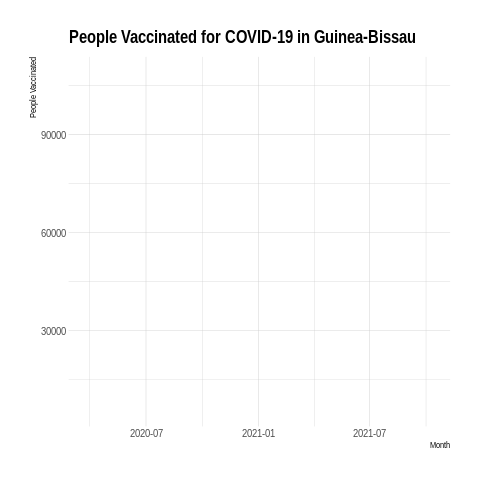 People Vaccinated for COVID-19 in Guinea-Bissau
People Vaccinated
90000
60000
30000
2020-07 2021-01 2021-07
Month